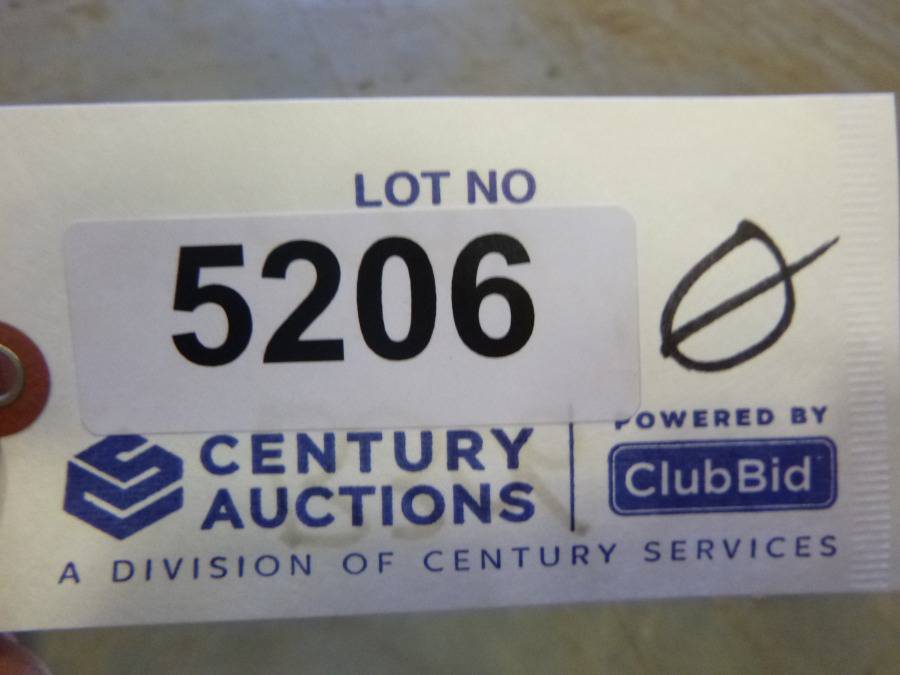 LOT NO
5206 Ø
CENTURY
AUCTIONS
POWERED BY
ClubBid
A DIVISION OF CENTURY SERVICES